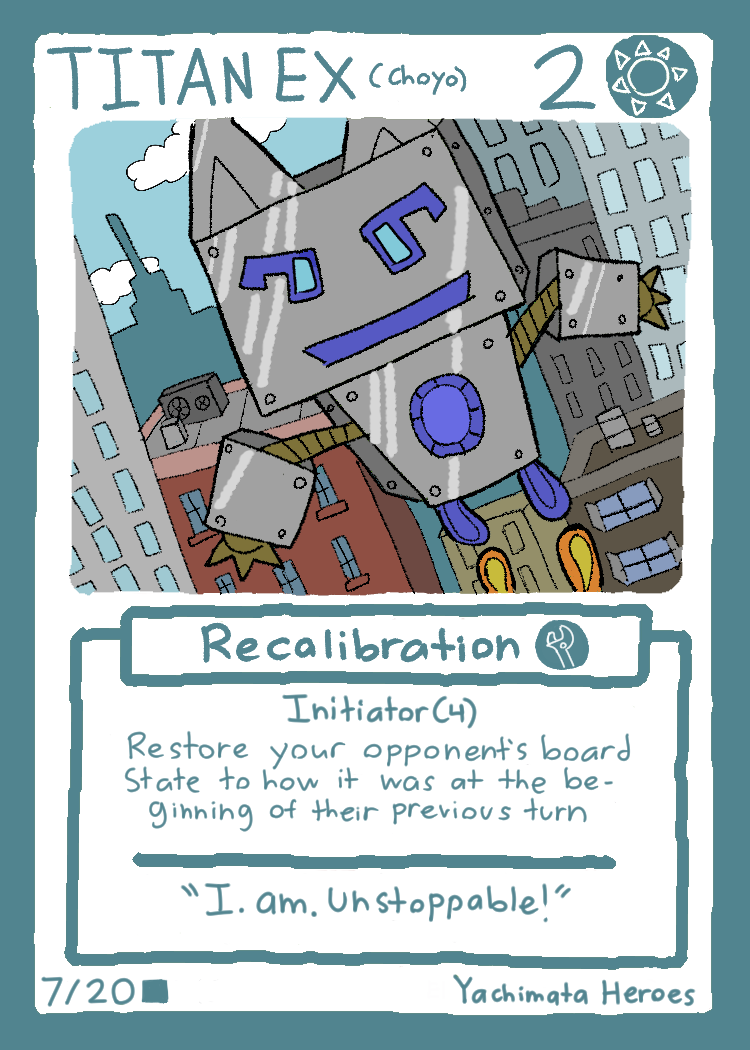 TITAN EX (Choyo) 2
Recalibration
Initiator(4)
Restore your opponent's board
State to how it was at the be-
ginning of their previous turn
"I. am. Unstoppable!"
7/20
Yachimata Heroes